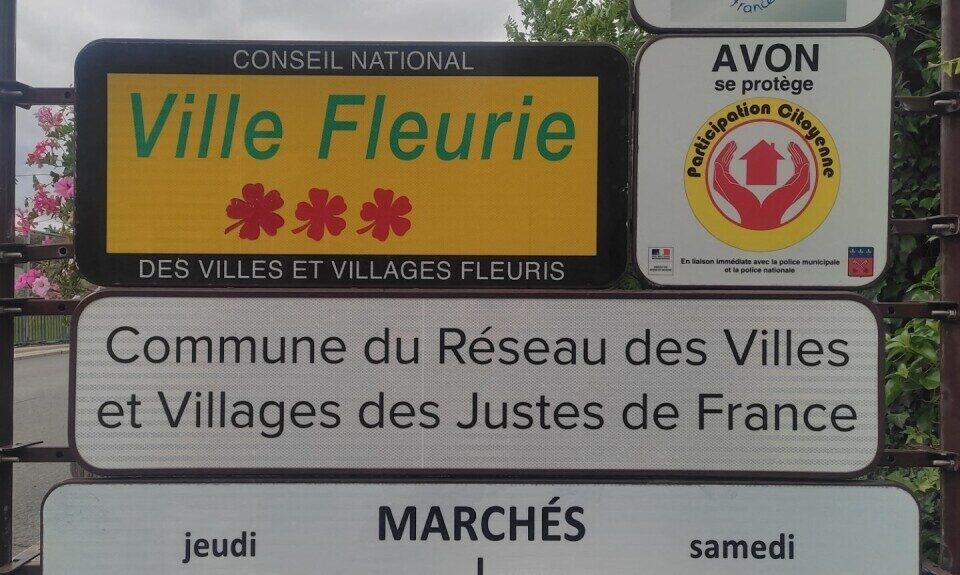 CONSEIL NATIONAL
Ville Fleurie
DES VILLES ET VILLAGES FLEURIS
france
AVON
se protège
Participation Citoyenne
En liaison immédiate avec la police municipale
et la police nationale
Commune du Réseau des Villes
et Villages des Justes de France
MARCHÉS
jeudi
samedi